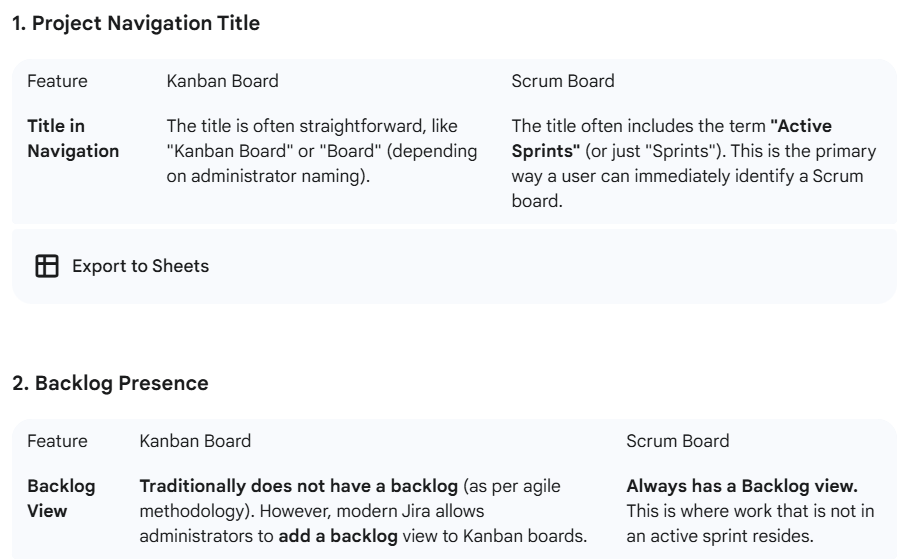 1. Project Navigation Title
Feature Kanban Board Scrum Board
Title in Navigation
The title is often straightforward, like
"Kanban Board" or "Board" (depending
on administrator naming).
The title often includes the term "Active
Sprints" (or just "Sprints"). This is the primary
way a user can immediately identify a Scrum
board.
Export to Sheets
2. Backlog Presence
Feature Kanban Board Scrum Board
Backlog View
Traditionally does not have a backlog (as per agile
methodology). However, modern Jira allows
administrators to add a backlog view to Kanban boards.
Always has a Backlog view.
This is where work that is not in
an active sprint resides.